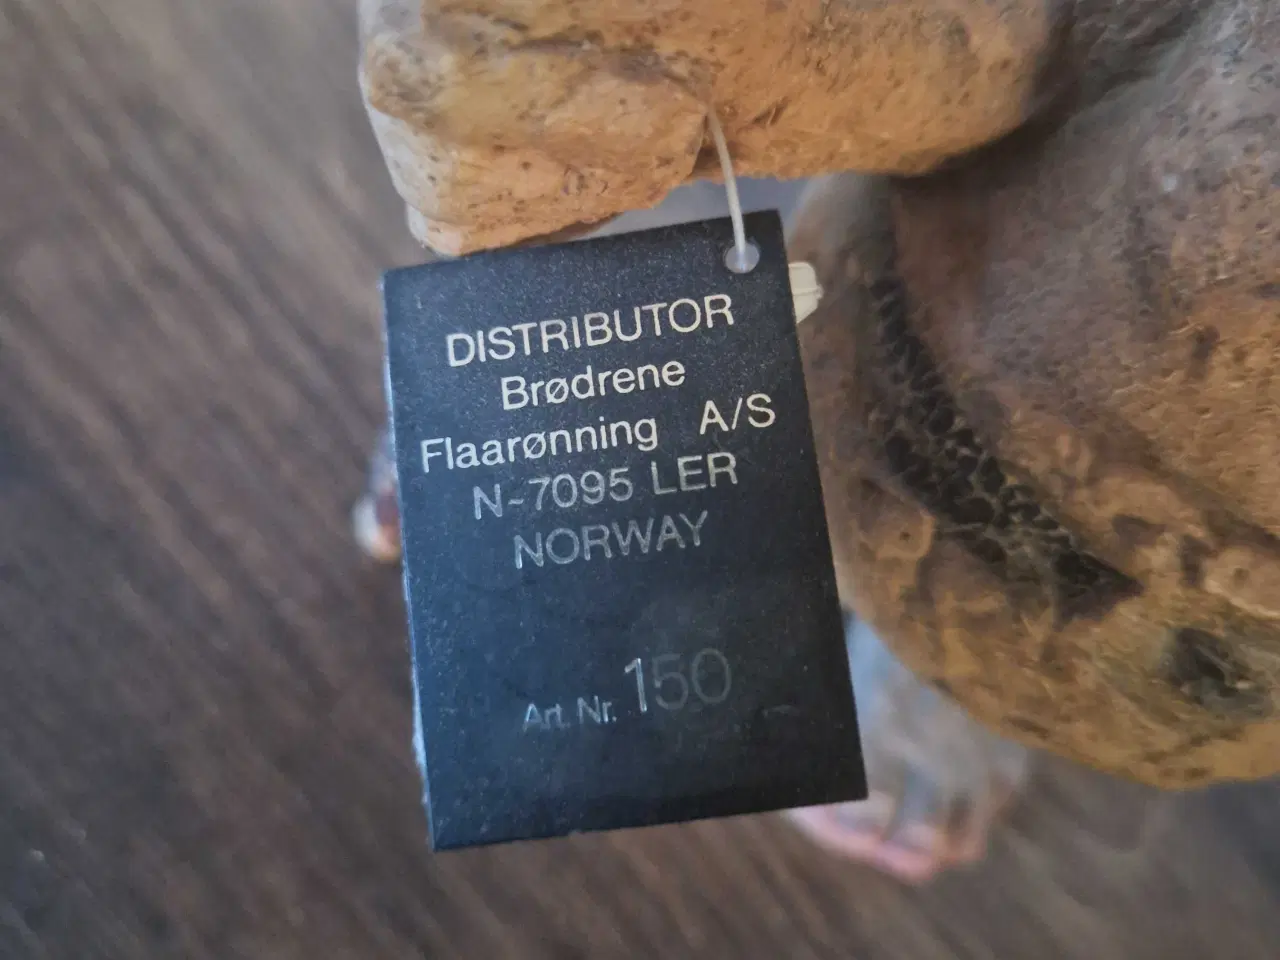 DISTRIBUTOR
Brødrene
Flaarønning A/S
N-7095 LER
NORWAY
Art. Nr. 150